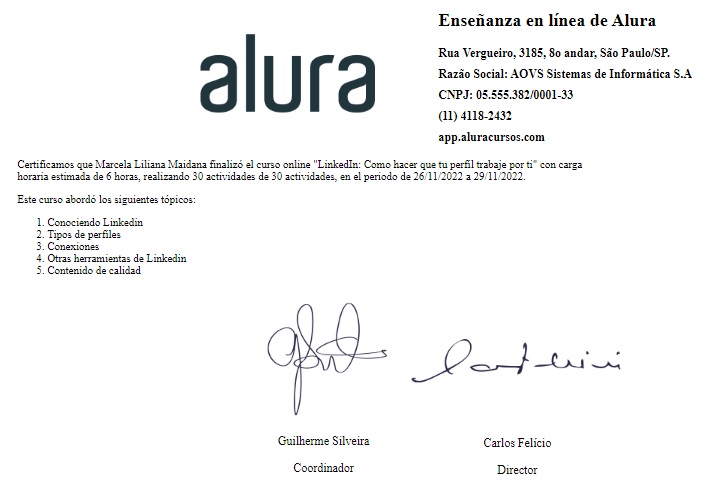 alura
Enseñanza en línea de Alura
Rua Vergueiro, 3185, 8o andar, São Paulo/SP.
Razão Social: AOVS Sistemas de Informática S.A
CNPJ: 05.555.382/0001-33
(11) 4118-2432
app.aluracursos.com
Certificamos que Marcela Liliana Maidana finalizó el curso online "LinkedIn: Como hacer que tu perfil trabaje por ti" con carga
horaria estimada de 6 horas, realizando 30 actividades de 30 actividades, en el periodo de 26/11/2022 a 29/11/2022.
Este curso abordó los siguientes tópicos:
1. Conociendo Linkedin
2. Tipos de perfiles
3. Conexiones
4. Otras herramientas de Linkedin
5. Contenido de calidad
Guilherme Silveira
Coordinador
Carlos Felício
Director